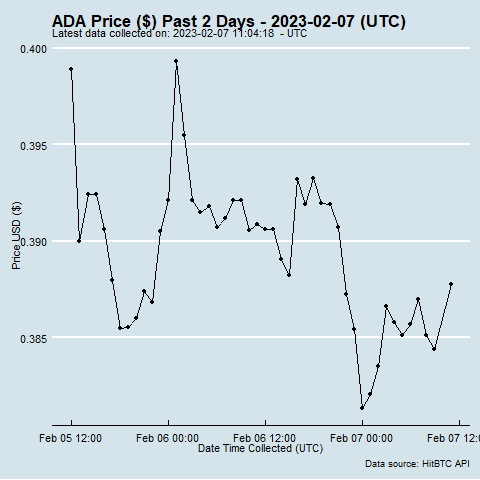 ADA Price ($) Past 2 Days - 2023-02-07 (UTC)
Latest data collected on: 2023-02-07 11:04:18 - UTC
0.400
0.395
0.390
0.385
Price USD ($)
Feb 05 12:00 Feb 06 00:00 Feb 06 12:00 Feb 07 00:00 Feb 07 12:
Date Time Collected (UTC)
Data source: HitBTC API